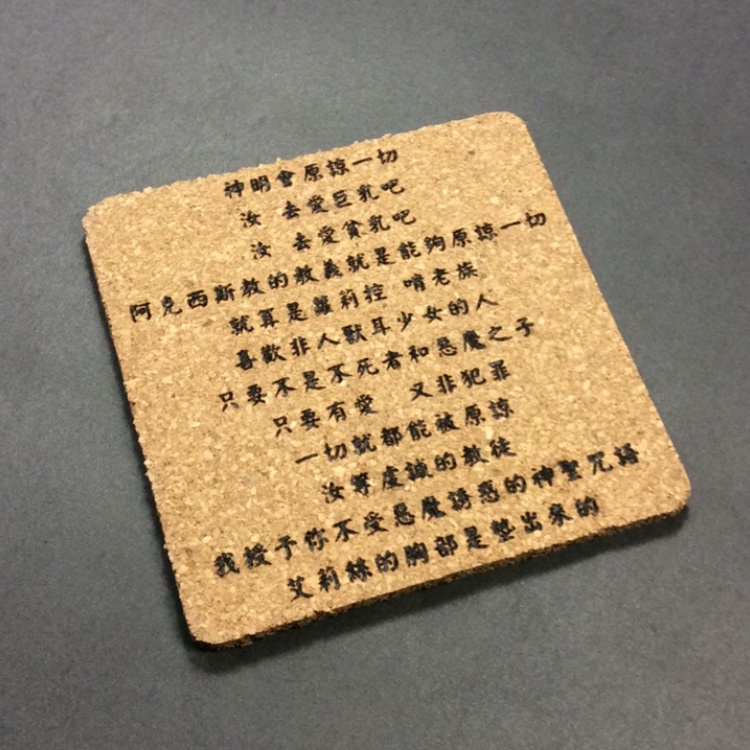 神明會原諒一切
汝 去愛巨乳吧
汝 去愛貧乳吧
阿克西斯教的教義就是能夠原諒一切
就算是蘿莉控 啃老族
喜歡非人獸耳少女的人
只要不是不死者和惡魔之子
只要有愛 又非犯罪
一切就都能被原諒
汝等虔誠的教徒
我授予你不受惡魔誘惑的神聖咒語
艾莉絲的胸部是墊出來的